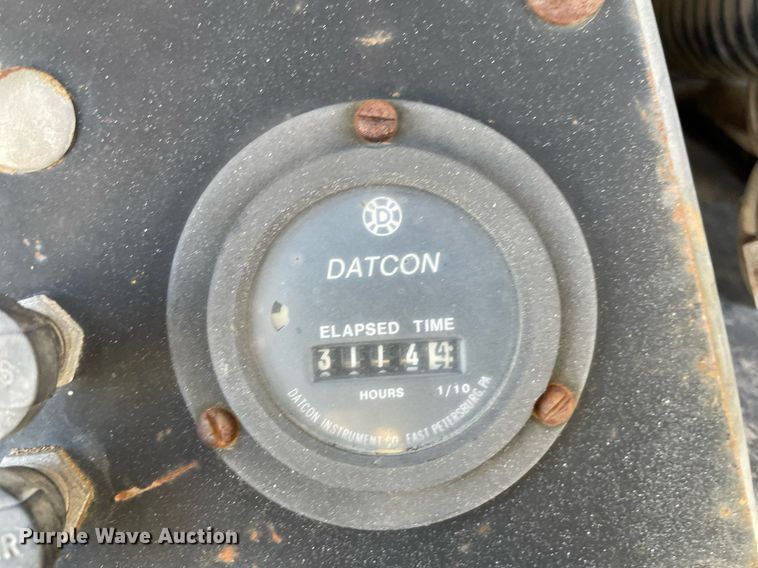 D
DATCON
ELAPSED TIME
31144
HOURS 1/10
DATCON INSTRUMENT CO. EAST PETERSBURG, PA
R
Purple Wave Auction